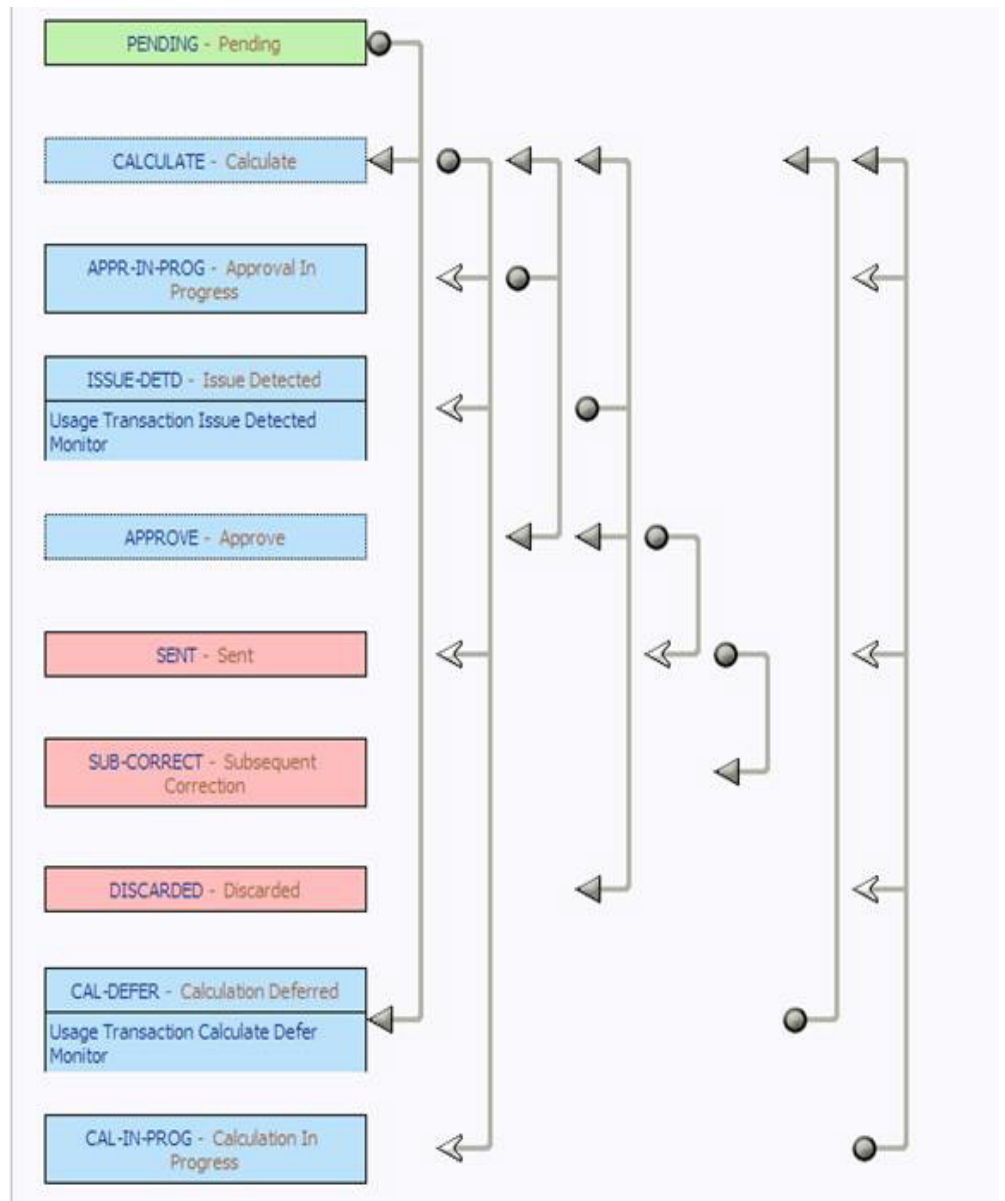 PENDING - Pending
CALCULATE - Calculate
APPR-IN-PROG - Approval In
Progress
ISSUE-DETD - Issue Detected
Usage Transaction Issue Detected
Monitor
APPROVE - Approve
SENT - Sent
SUB-CORRECT - Subsequent
Correction
DISCARDED - Discarded
CAL-DEFER - Calculation Deferred
Usage Transaction Calculate Defer
Monitor
CAL-IN-PROG - Calculation In
Progress